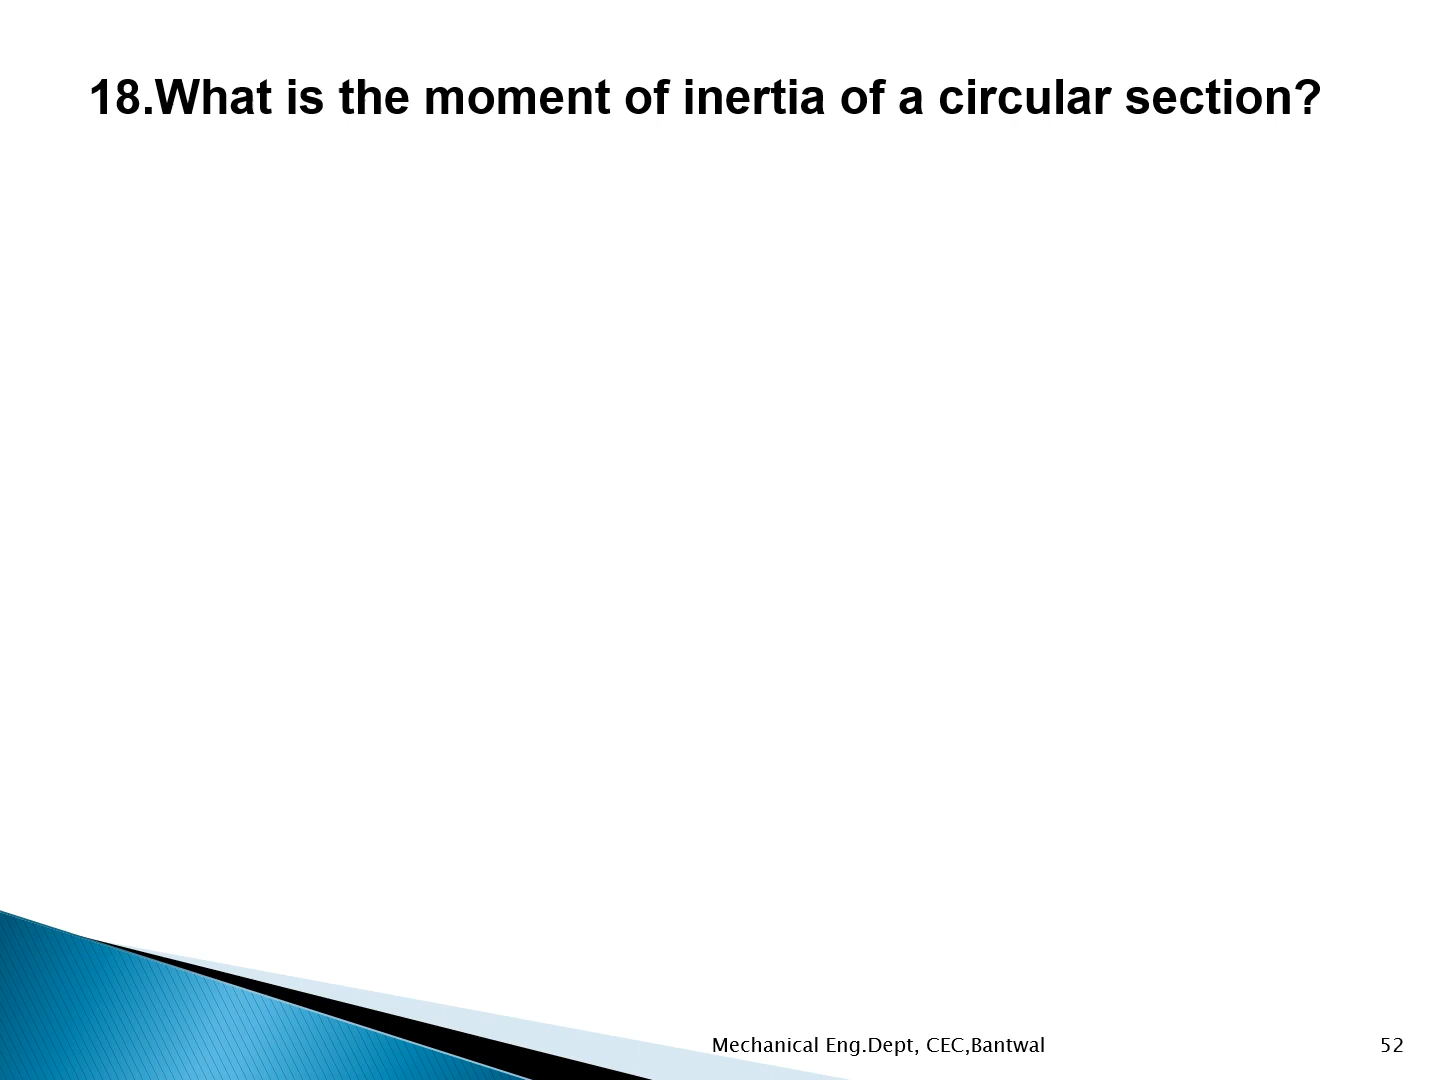 18.What is the moment of inertia of a circular section?
Mechanical Eng.Dept, CEC,Bantwal
52